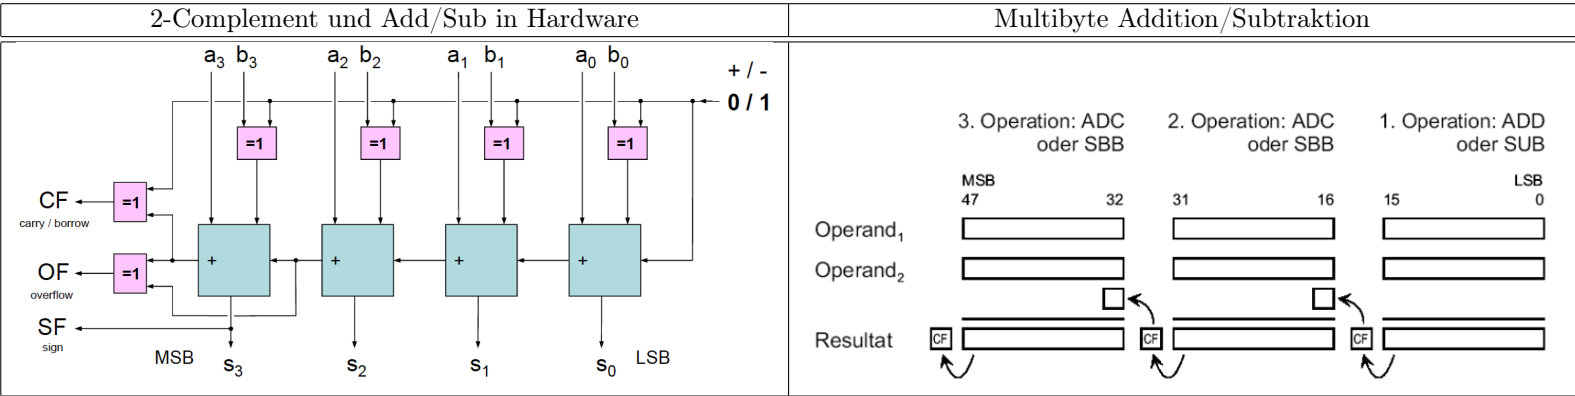 2-Complement und Add/Sub in Hardware
a3 b3 a2 b2 a1 b1 a0 b0
+ / -
0 / 1
=1 =1 =1 =1
CF =1
carry / borrow
+ + + +
OF =1
overflow
SF
sign
MSB LSB
s3 s2 s1 s0
Multibyte Addition/Subtraktion
3. Operation: ADC 2. Operation: ADC 1. Operation: ADD
oder SBB oder SBB oder SUB
MSB LSB
47 32 31 16 15 0
Operand1
Operand2
Resultat CF CF CF